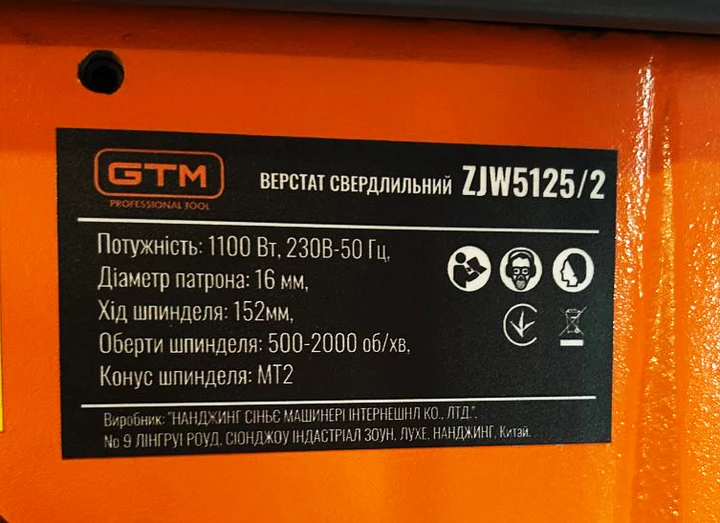 GTM
PROFESSIONAL TOOL
ВЕРСТАТ СВЕРДЛИЛЬНИЙ ZJW5125/2
Потужність: 1100 Вт, 230В-50 Гц,
Діаметр патрона: 16 мм,
Хід шпинделя: 152мм,
Оберти шпинделя: 500-2000 об/хв,
Конус шпинделя: МТ2
Виробник: "НАНДЖИНГ СІНЬЄ МАШИНЕРІ ІНТЕРНЕШНЛ КО., ЛТД.",
No 9 ЛІНГРУІ РОУД, СІОНДЖОУ ІНДАСТРІАЛ ЗОУН, ЛУХЕ, НАНДЖИНГ, Китай.